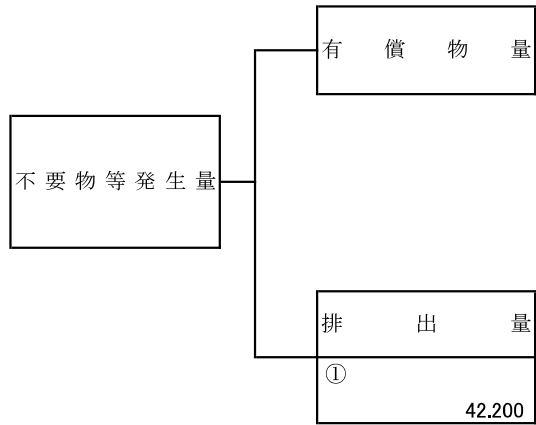 有償物量
不要物等発生量
排出量
①
42.200